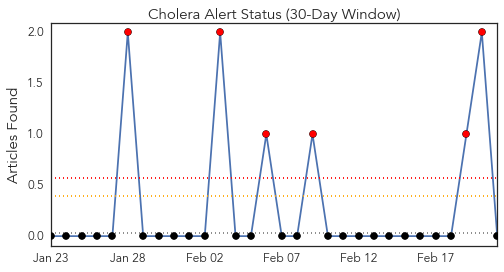 Cholera Alert Status (30-Day Window)
Articles Found
2.0
1.5
1.0
0.5
0.0
Jan 23 Jan 28 Feb 02 Feb 07 Feb 12 Feb 17